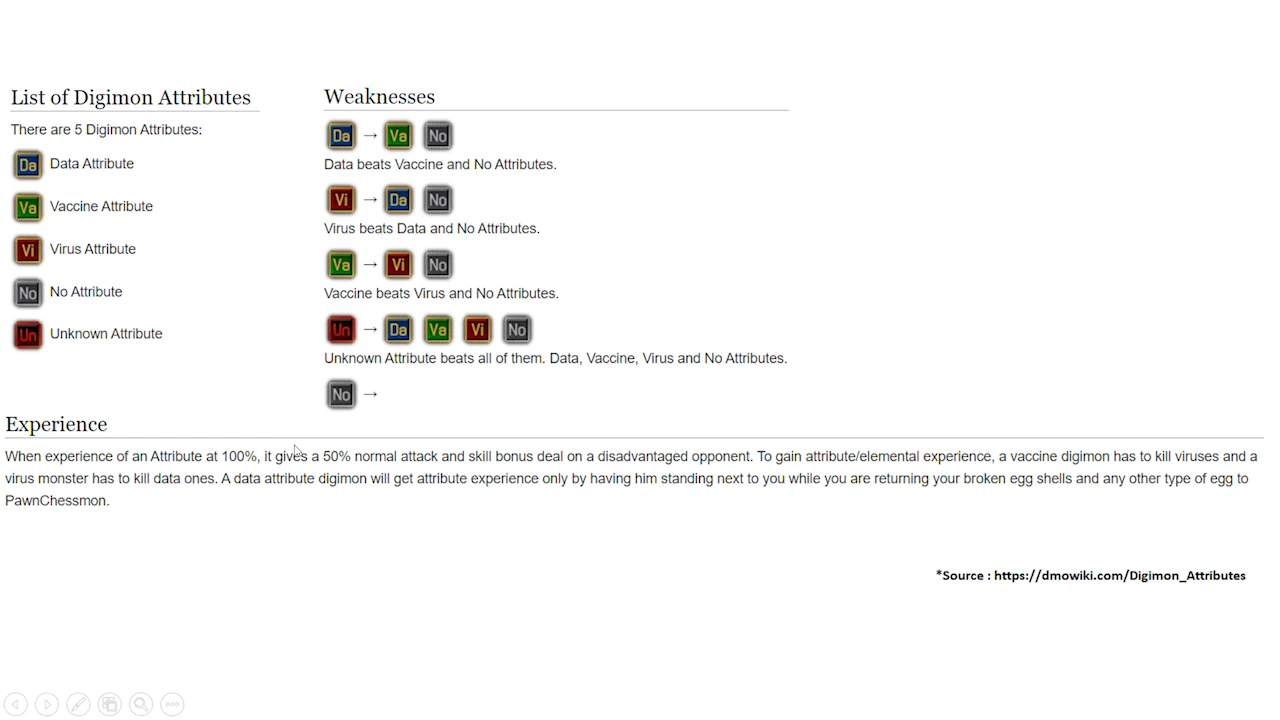 List of Digimon Attributes
There are 5 Digimon Attributes:
Da Data Attribute
Va Vaccine Attribute
Vi Virus Attribute
No No Attribute
Un Unknown Attribute
Weaknesses
Da → Va No
Data beats Vaccine and No Attributes.
Vi → Da No
Virus beats Data and No Attributes.
Va → Vi No
Vaccine beats Virus and No Attributes.
Un → Da Va Vi No
Unknown Attribute beats all of them. Data, Vaccine, Virus and No Attributes.
No →
Experience
When experience of an Attribute at 100%, it gives a 50% normal attack and skill bonus deal on a disadvantaged opponent. To gain attribute/elemental experience, a vaccine digimon has to kill viruses and a
virus monster has to kill data ones. A data attribute digimon will get attribute experience only by having him standing next to you while you are returning your broken egg shells and any other type of egg to
PawnChessmon.
*Source : https://dmowiki.com/Digimon_Attributes